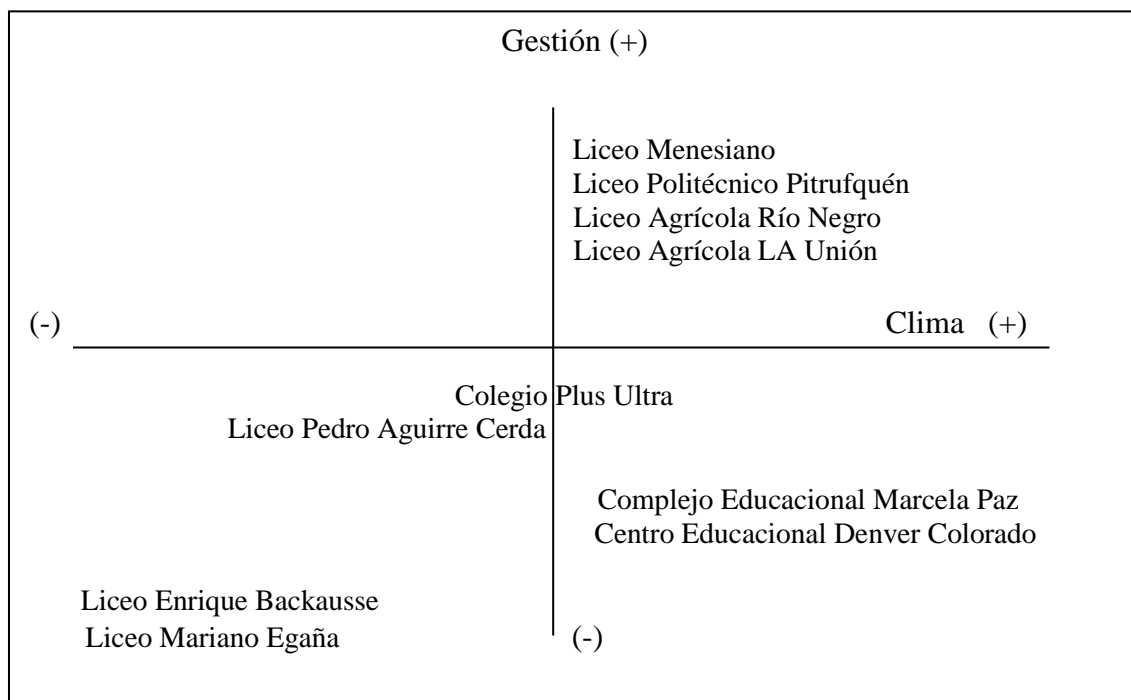 Gestión (+)
Liceo Menesiano
Liceo Politécnico Pitrufquén
Liceo Agrícola Río Negro
Liceo Agrícola LA Unión
(-)
Clima (+)
Colegio Plus Ultra
Liceo Pedro Aguirre Cerda
Complejo Educacional Marcela Paz
Centro Educacional Denver Colorado
Liceo Enrique Backausse
Liceo Mariano Egaña
(-)